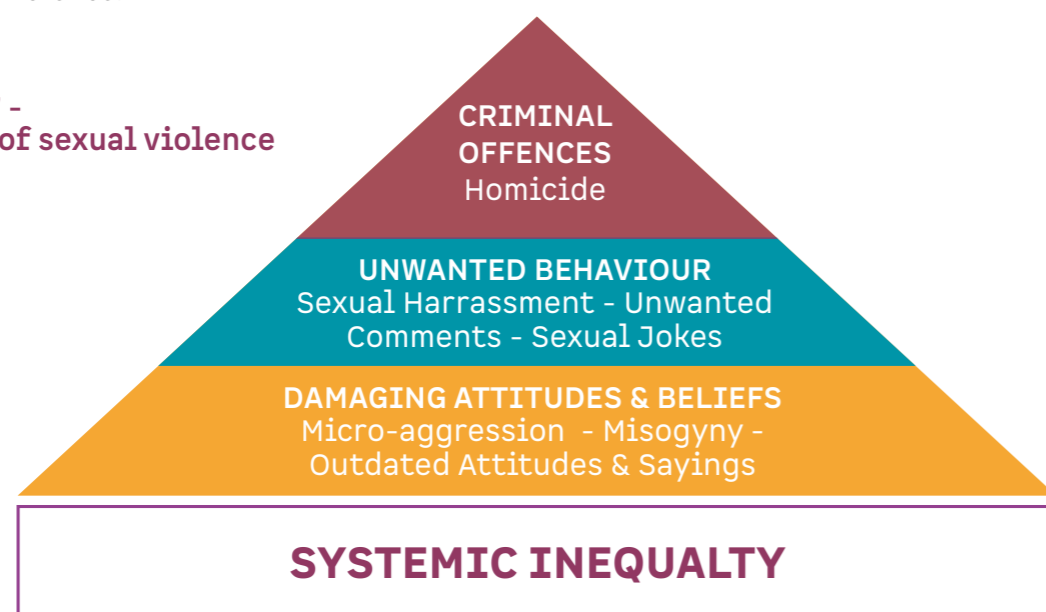 -
of sexual violence
CRIMINAL
OFFENCES
Homicide
UNWANTED BEHAVIOUR
Sexual Harrassment - Unwanted
Comments - Sexual Jokes
DAMAGING ATTITUDES & BELIEFS
Micro-aggression - Misogyny -
Outdated Attitudes & Sayings
SYSTEMIC INEQUALTY